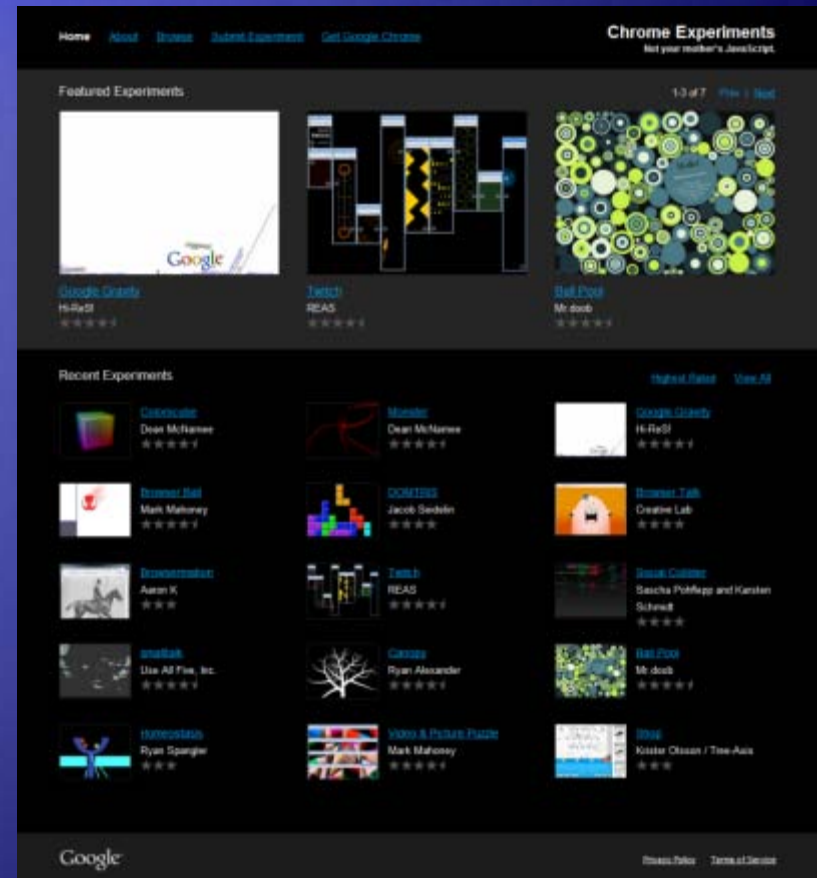 Home About Browse Submit Experiment Get Google Chrome
Chrome Experiments
Not your mother's JavaScript.
Featured Experiments
1-3 of 7 Prev | Next
Google
Google Gravity
Hi-ReS!
Twitch
REAS
Ball Pool
Mr.doob
Recent Experiments
Highest Rated View All
Colorscube
Dean McNamee
Monster
Dean McNamee
Google Gravity
Hi-ReS!
Browser Ball
Mark Mahoney
DOMTRIS
Jacob Seidelin
Browser Talk
Creative Lab
Browsermation
Aaron K
Twitch
REAS
Social Collider
Sascha Pohflepp and Karsten
Schmidt
smalltalk
Use All Five, Inc.
Canopy
Ryan Alexander
Ball Pool
Mr.doob
Homeostasis
Ryan Spangler
Video & Picture Puzzle
Mark Mahoney
Krister Olsson / Tree-Axis
Google
Privacy Policy Terms of Service